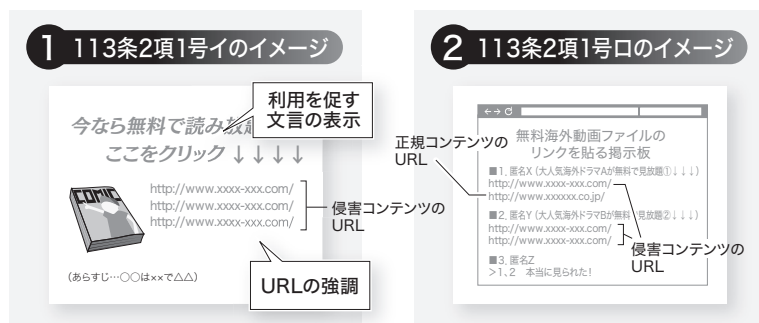 1 113条2項1号イのイメージ
利用を促す
文言の表示
今なら無料で読み放
ここをクリック↓↓↓↓
COMIC
http://www.xxxx-xxx.com/
http://www.xxxx-xxx.com/
http://www.xxxx-xxx.com/
侵害コンテンツの
URL
(あらすじ…○○は××で△△)
URLの強調
2 113条2項1号ロのイメージ
正規コンテンツの
URL
無料海外動画ファイルの
リンクを貼る掲示板
■1, 匿名X (大人気海外ドラマAが無料で見放題①↓↓↓)
http://www.xxxx-xxx.com/
http://www.xxxxxx.co.jp/
■2, 匿名Y (大人気海外ドラマBが無料 見放題②↓↓↓)
http://www.xxxx-xxx.com/
http://www.xxxx-xxx.com/
侵害コンテンツの
URL
■3, 匿名Z
>1、2 本当に見られた!